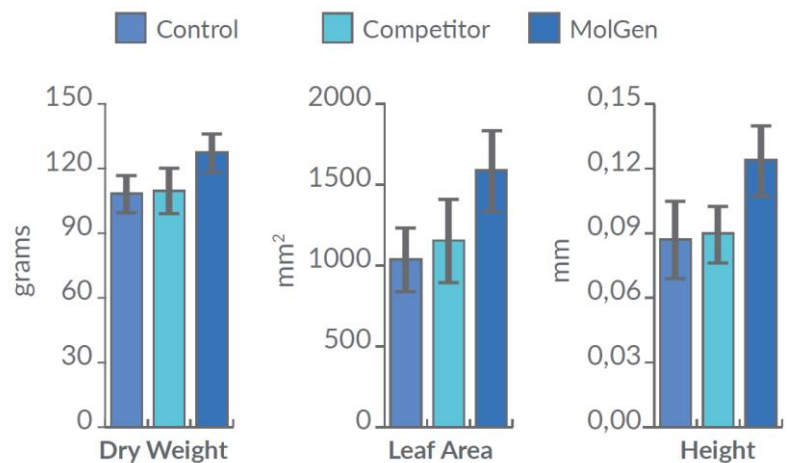 Control Competitor MolGen
150
120
90
60
30
0
grams
Dry Weight
2000
1500
1000
500
0
mm²
Leaf Area
0,15
0,12
0,09
0,06
0,03
0,00
mm
Height